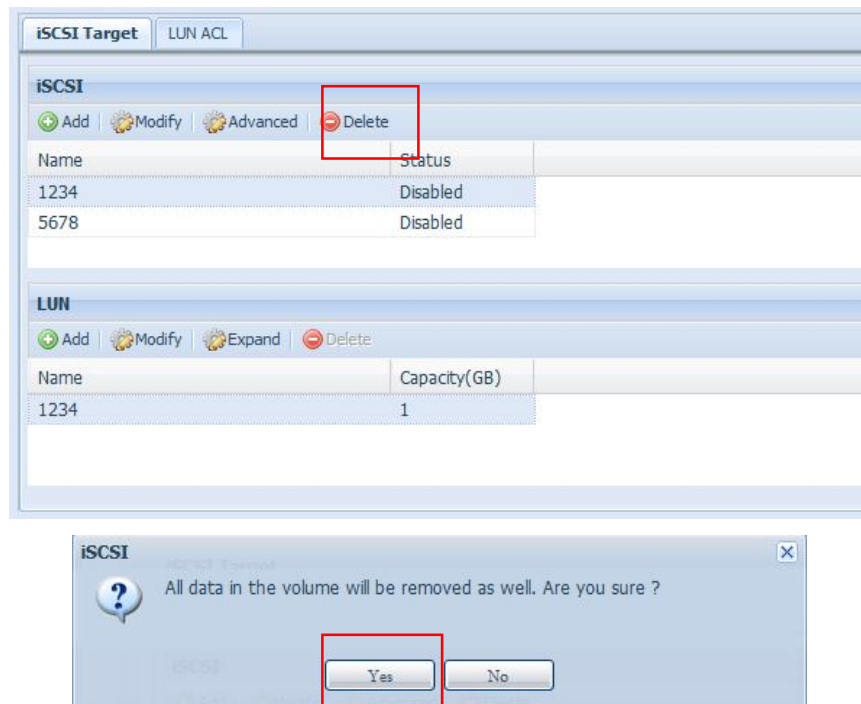 iSCSI Target LUN ACL
iSCSI
Add Modify Advanced Delete
Name Status
1234 Disabled
5678 Disabled
LUN
Add Modify Expand Delete
Name Capacity(GB)
1234 1
iSCSI
All data in the volume will be removed as well. Are you sure ?
Yes No